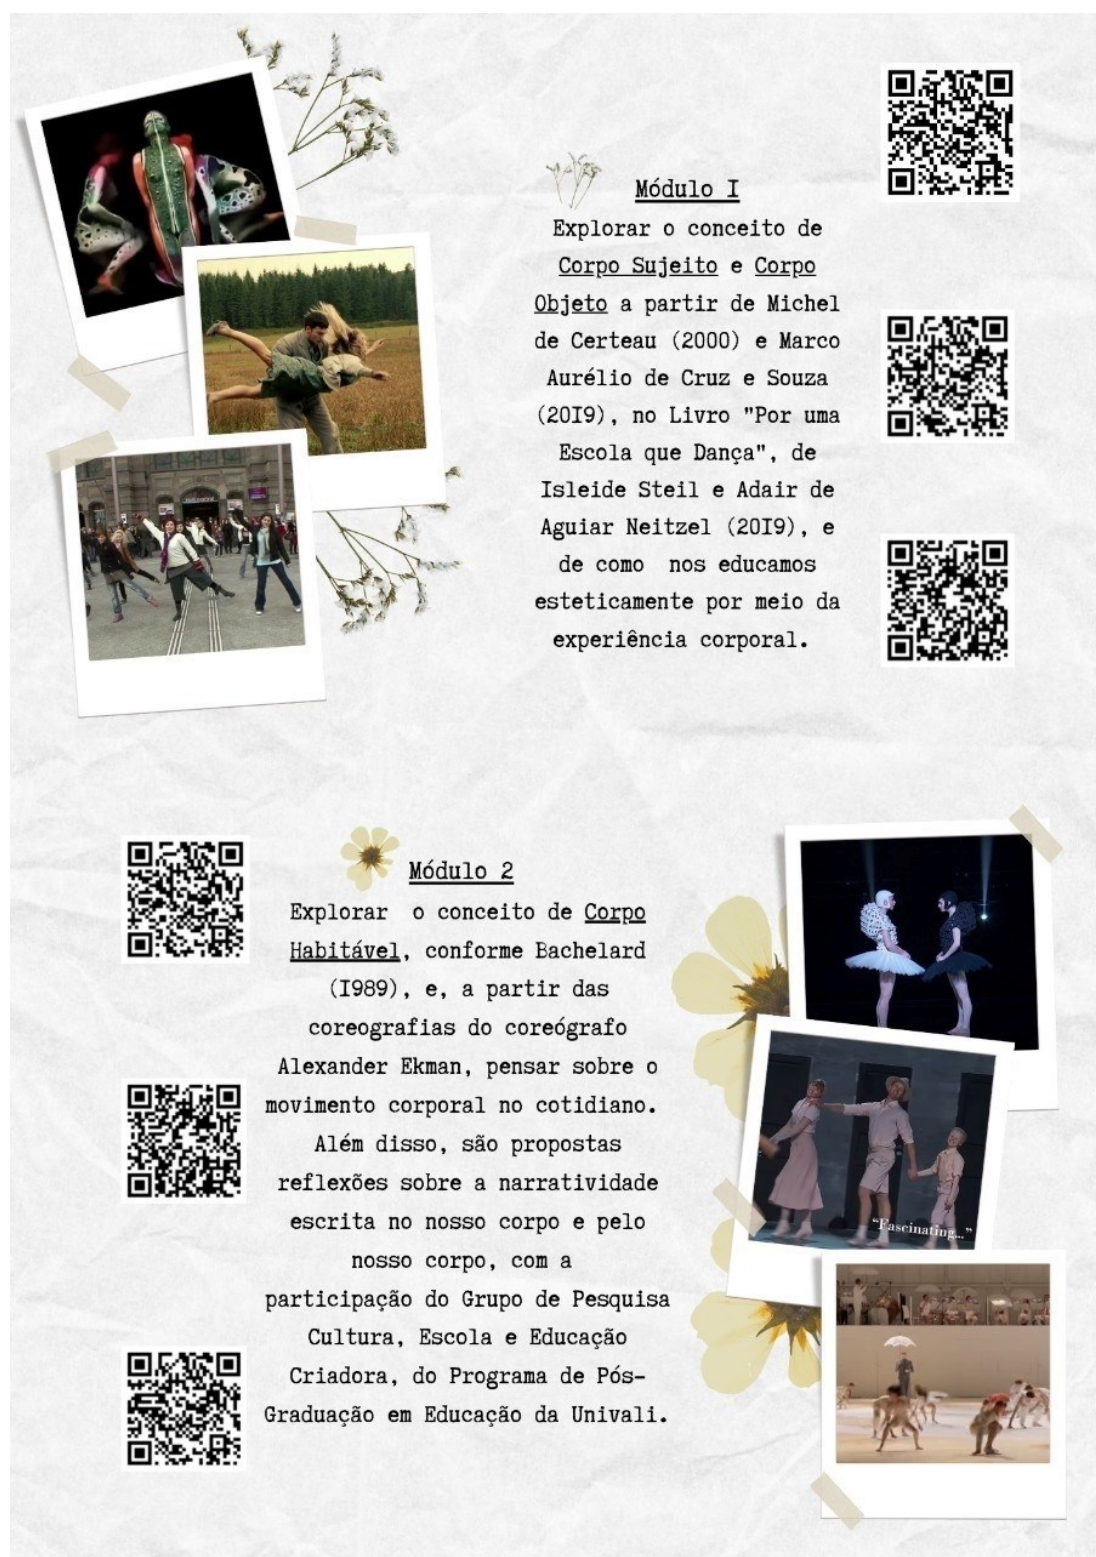 Módulo I
Explorar o conceito de
Corpo Sujeito e Corpo
Objeto a partir de Michel
de Certeau (2000) e Marco
Aurélio de Cruz e Souza
(20I9), no Livro "Por uma
Escola que Dança", de
Isleide Steil e Adair de
Aguiar Neitzel (20I9), e
de como nos educamos
esteticamente por meio da
experiência corporal.
Módulo 2
Explorar o conceito de Corpo
Habitável, conforme Bachelard
(I989), e, a partir das
coreografias do coreógrafo
Alexander Ekman, pensar sobre o
movimento corporal no cotidiano.
Além disso, são propostas
reflexões sobre a narratividade
escrita no nosso corpo e pelo
nosso corpo, com a
participação do Grupo de Pesquisa
Cultura, Escola e Educação
Criadora, do Programa de Pós-
Graduação em Educação da Univali.
“Fascinating...”